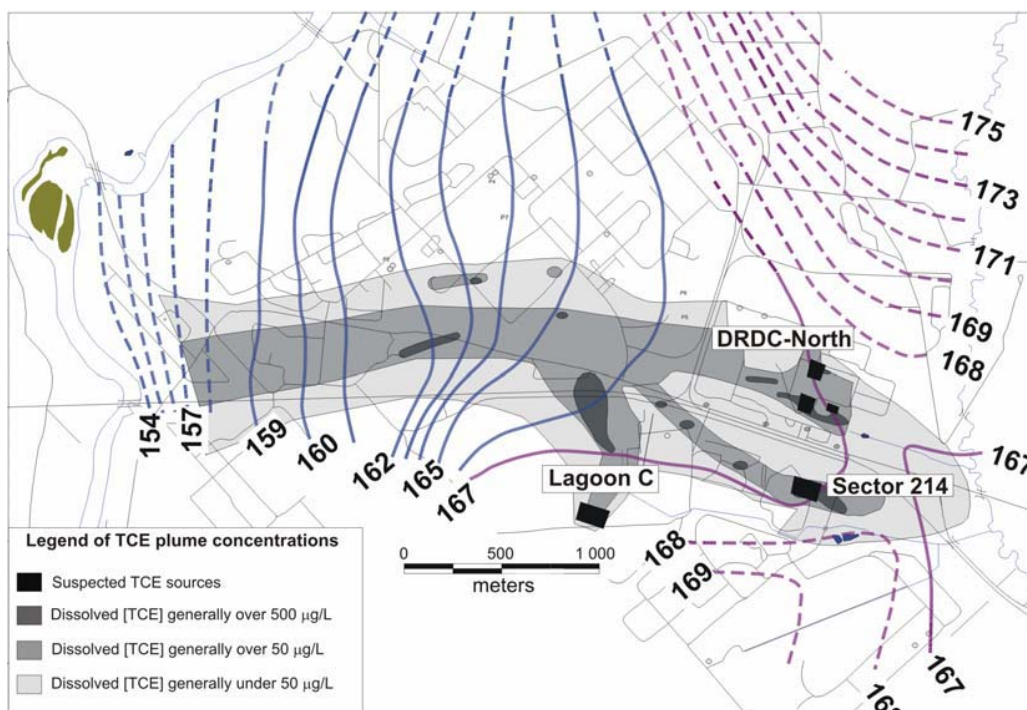 175
173
171
169
168
DRDC-North
167
Sector 214
Lagoon C
154
157
159
160
162
165
167
168
169
167
0 500 1 000
meters
Legend of TCE plume concentrations
Suspected TCE sources
Dissolved [TCE] generally over 500 µg/L
Dissolved [TCE] generally over 50 µg/L
Dissolved [TCE] generally under 50 µg/L